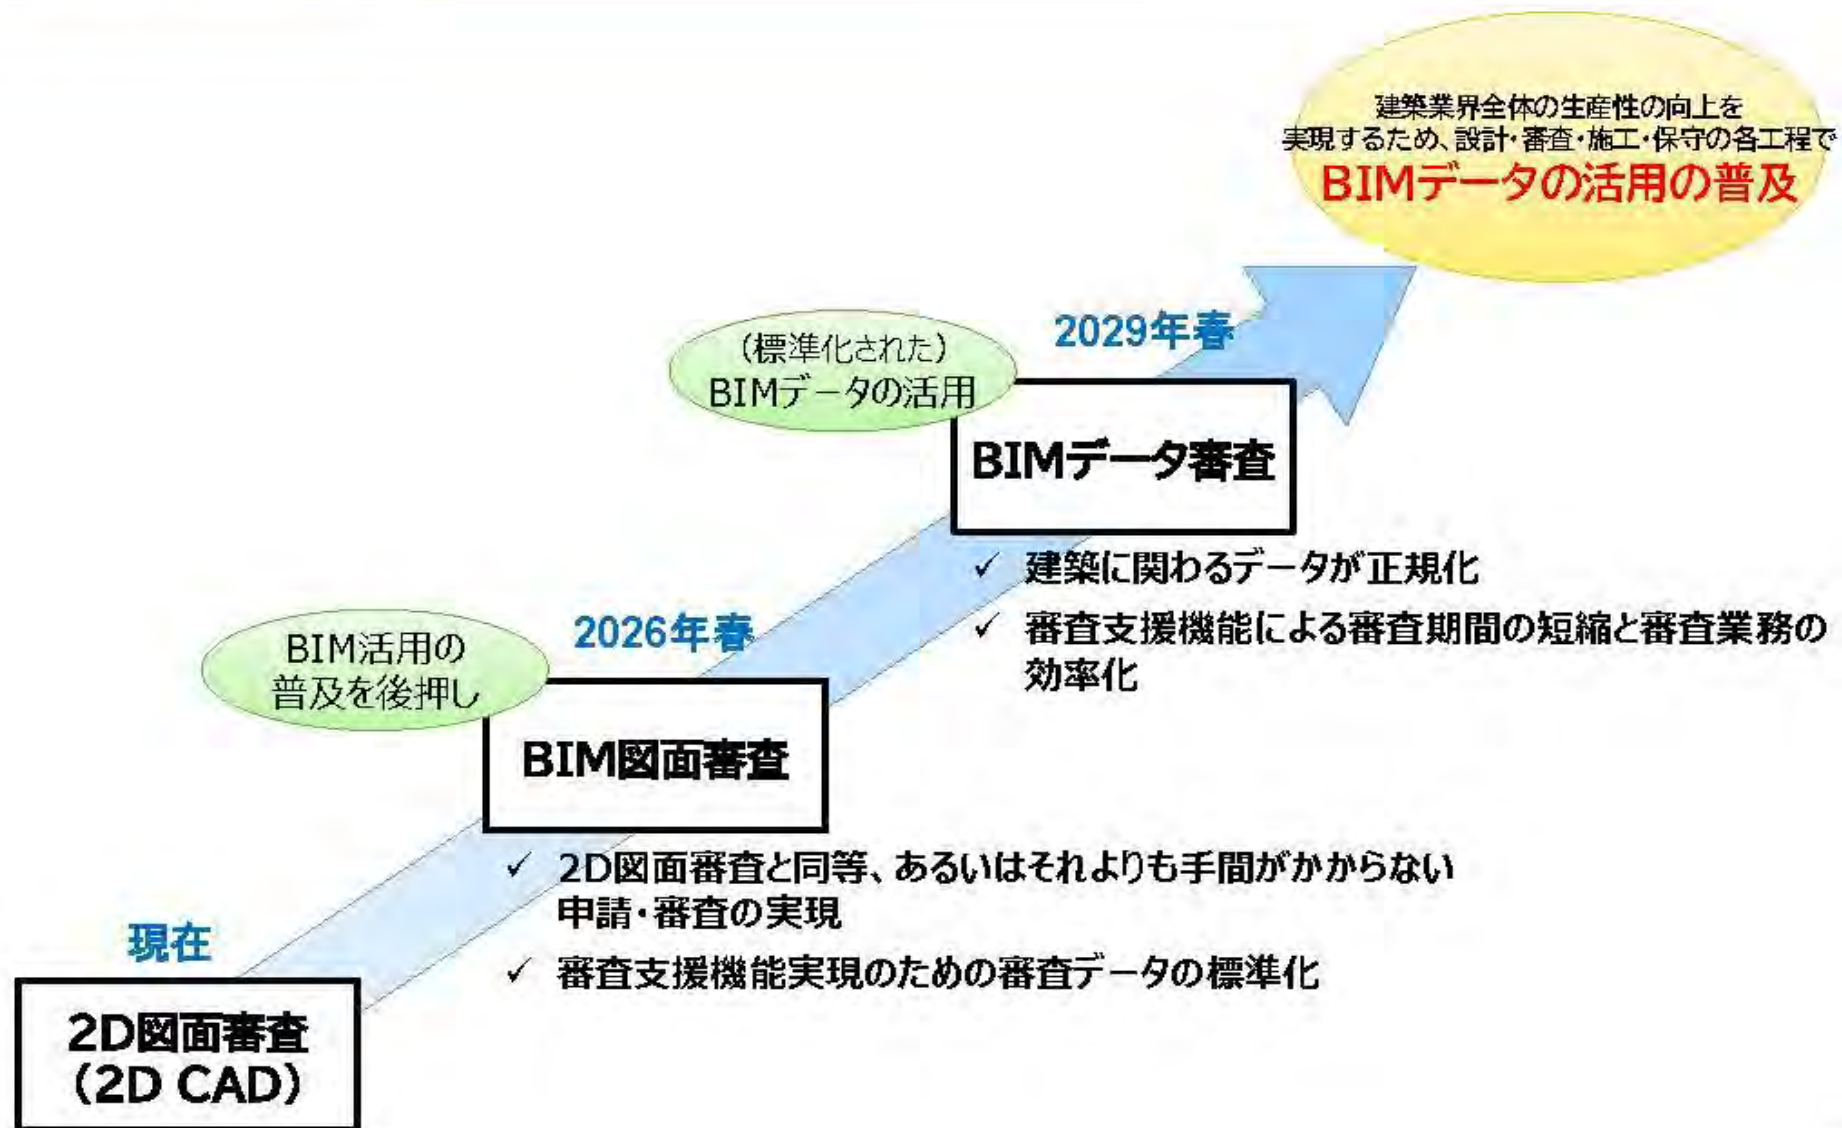 建築業界全体の生産性の向上を
実現するため、設計・審査・施工・保守の各工程で
BIMデータの活用の普及
2029年春
（標準化された）
BIMデータの活用
BIMデータ審査
✓ 建築に関わるデータが正規化
✓ 審査支援機能による審査期間の短縮と審査業務の
効率化
2026年春
BIM活用の
普及を後押し
BIM図面審査
✓ 2D図面審査と同等、あるいはそれよりも手間がかからない
申請・審査の実現
✓ 審査支援機能実現のための審査データの標準化
現在
2D図面審査
（2D CAD）